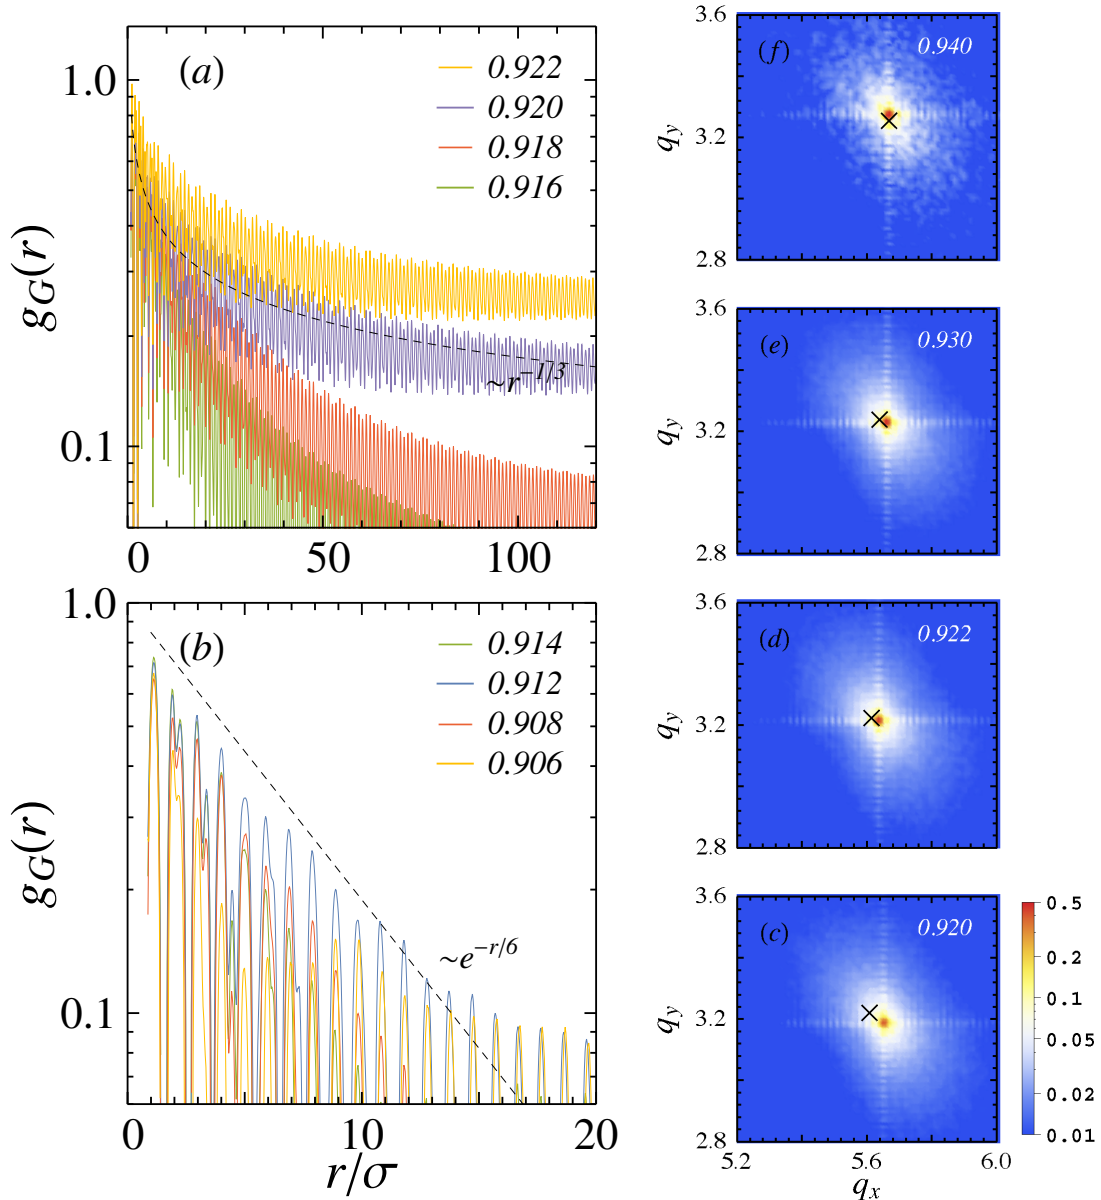 (a)
0.922
0.920
0.918
0.916
1.0
0.1
g_G(r)
~r^{-1/3}
0 50 100
(b)
0.914
0.912
0.908
0.906
1.0
0.1
g_G(r)
~e^{-r/6}
0 10 20
r/σ
(f)
0.940
3.6
3.2
2.8
q_y
(e)
0.930
3.6
3.2
2.8
q_y
(d)
0.922
3.6
3.2
2.8
q_y
(c)
0.920
3.6
3.2
2.8
q_y
5.2 5.6 6.0
q_x
0.5
0.2
0.1
0.05
0.02
0.01